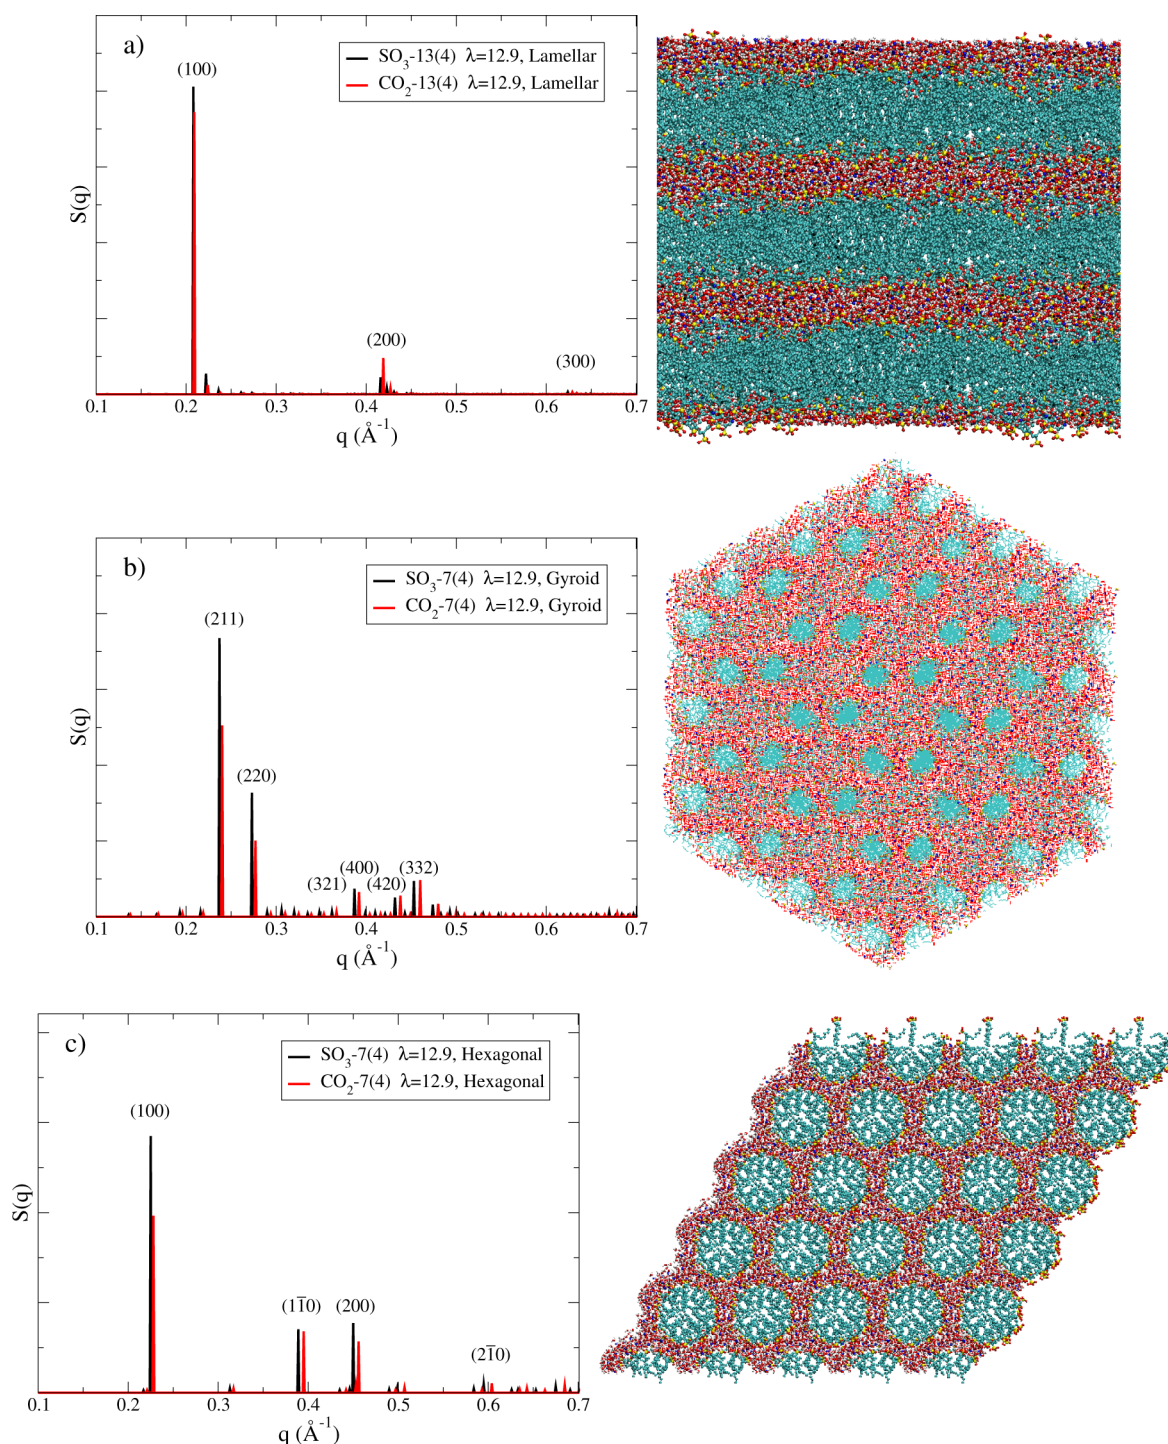 a)
SO3-13(4) λ=12.9, Lamellar
CO2-13(4) λ=12.9, Lamellar
(100)
(200)
(300)
S(q)
0.1 0.2 0.3 0.4 0.5 0.6 0.7
q (Å-1)
b)
SO3-7(4) λ=12.9, Gyroid
CO2-7(4) λ=12.9, Gyroid
(211)
(220)
(400)
(332)
(321)
(420)
S(q)
0.1 0.2 0.3 0.4 0.5 0.6 0.7
q (Å-1)
c)
SO3-7(4) λ=12.9, Hexagonal
CO2-7(4) λ=12.9, Hexagonal
(100)
(11̅0) (200)
(21̅0)
S(q)
0.1 0.2 0.3 0.4 0.5 0.6 0.7
q (Å-1)